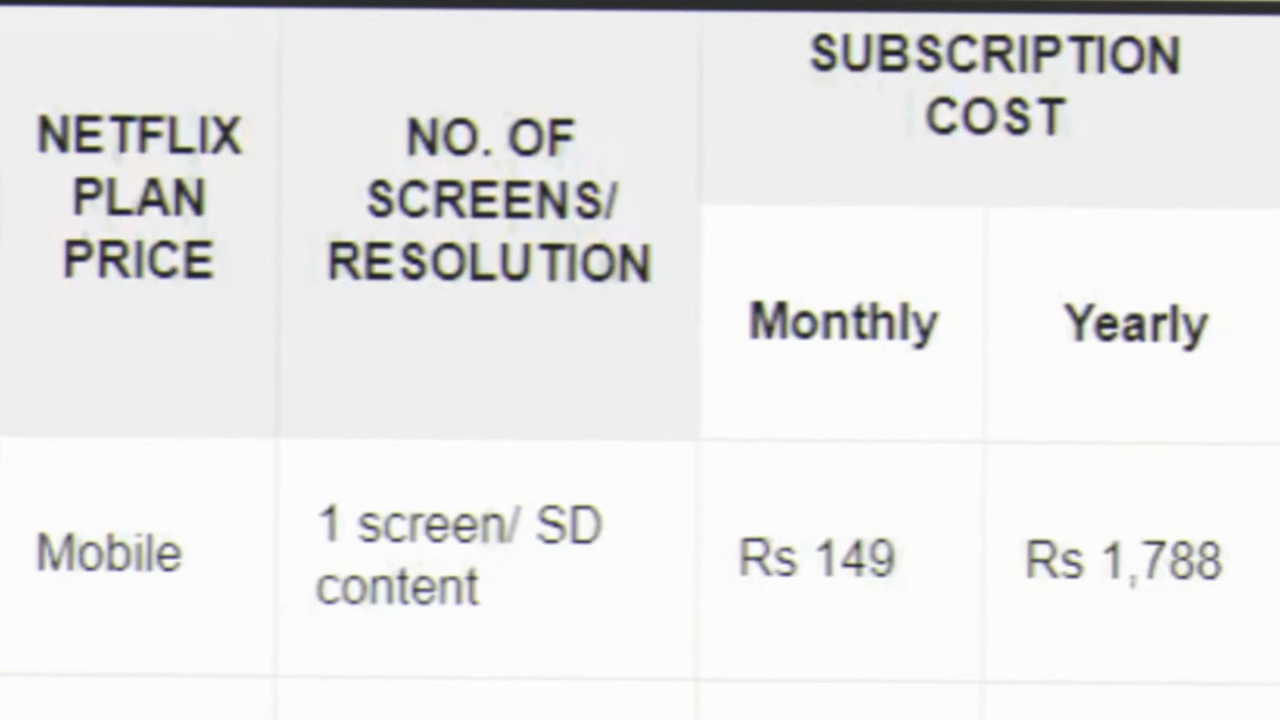 NETFLIX
PLAN
PRICE
NO. OF
SCREENS/
RESOLUTION
SUBSCRIPTION
COST
Monthly
Yearly
Mobile
1 screen/ SD
content
Rs 149
Rs 1,788